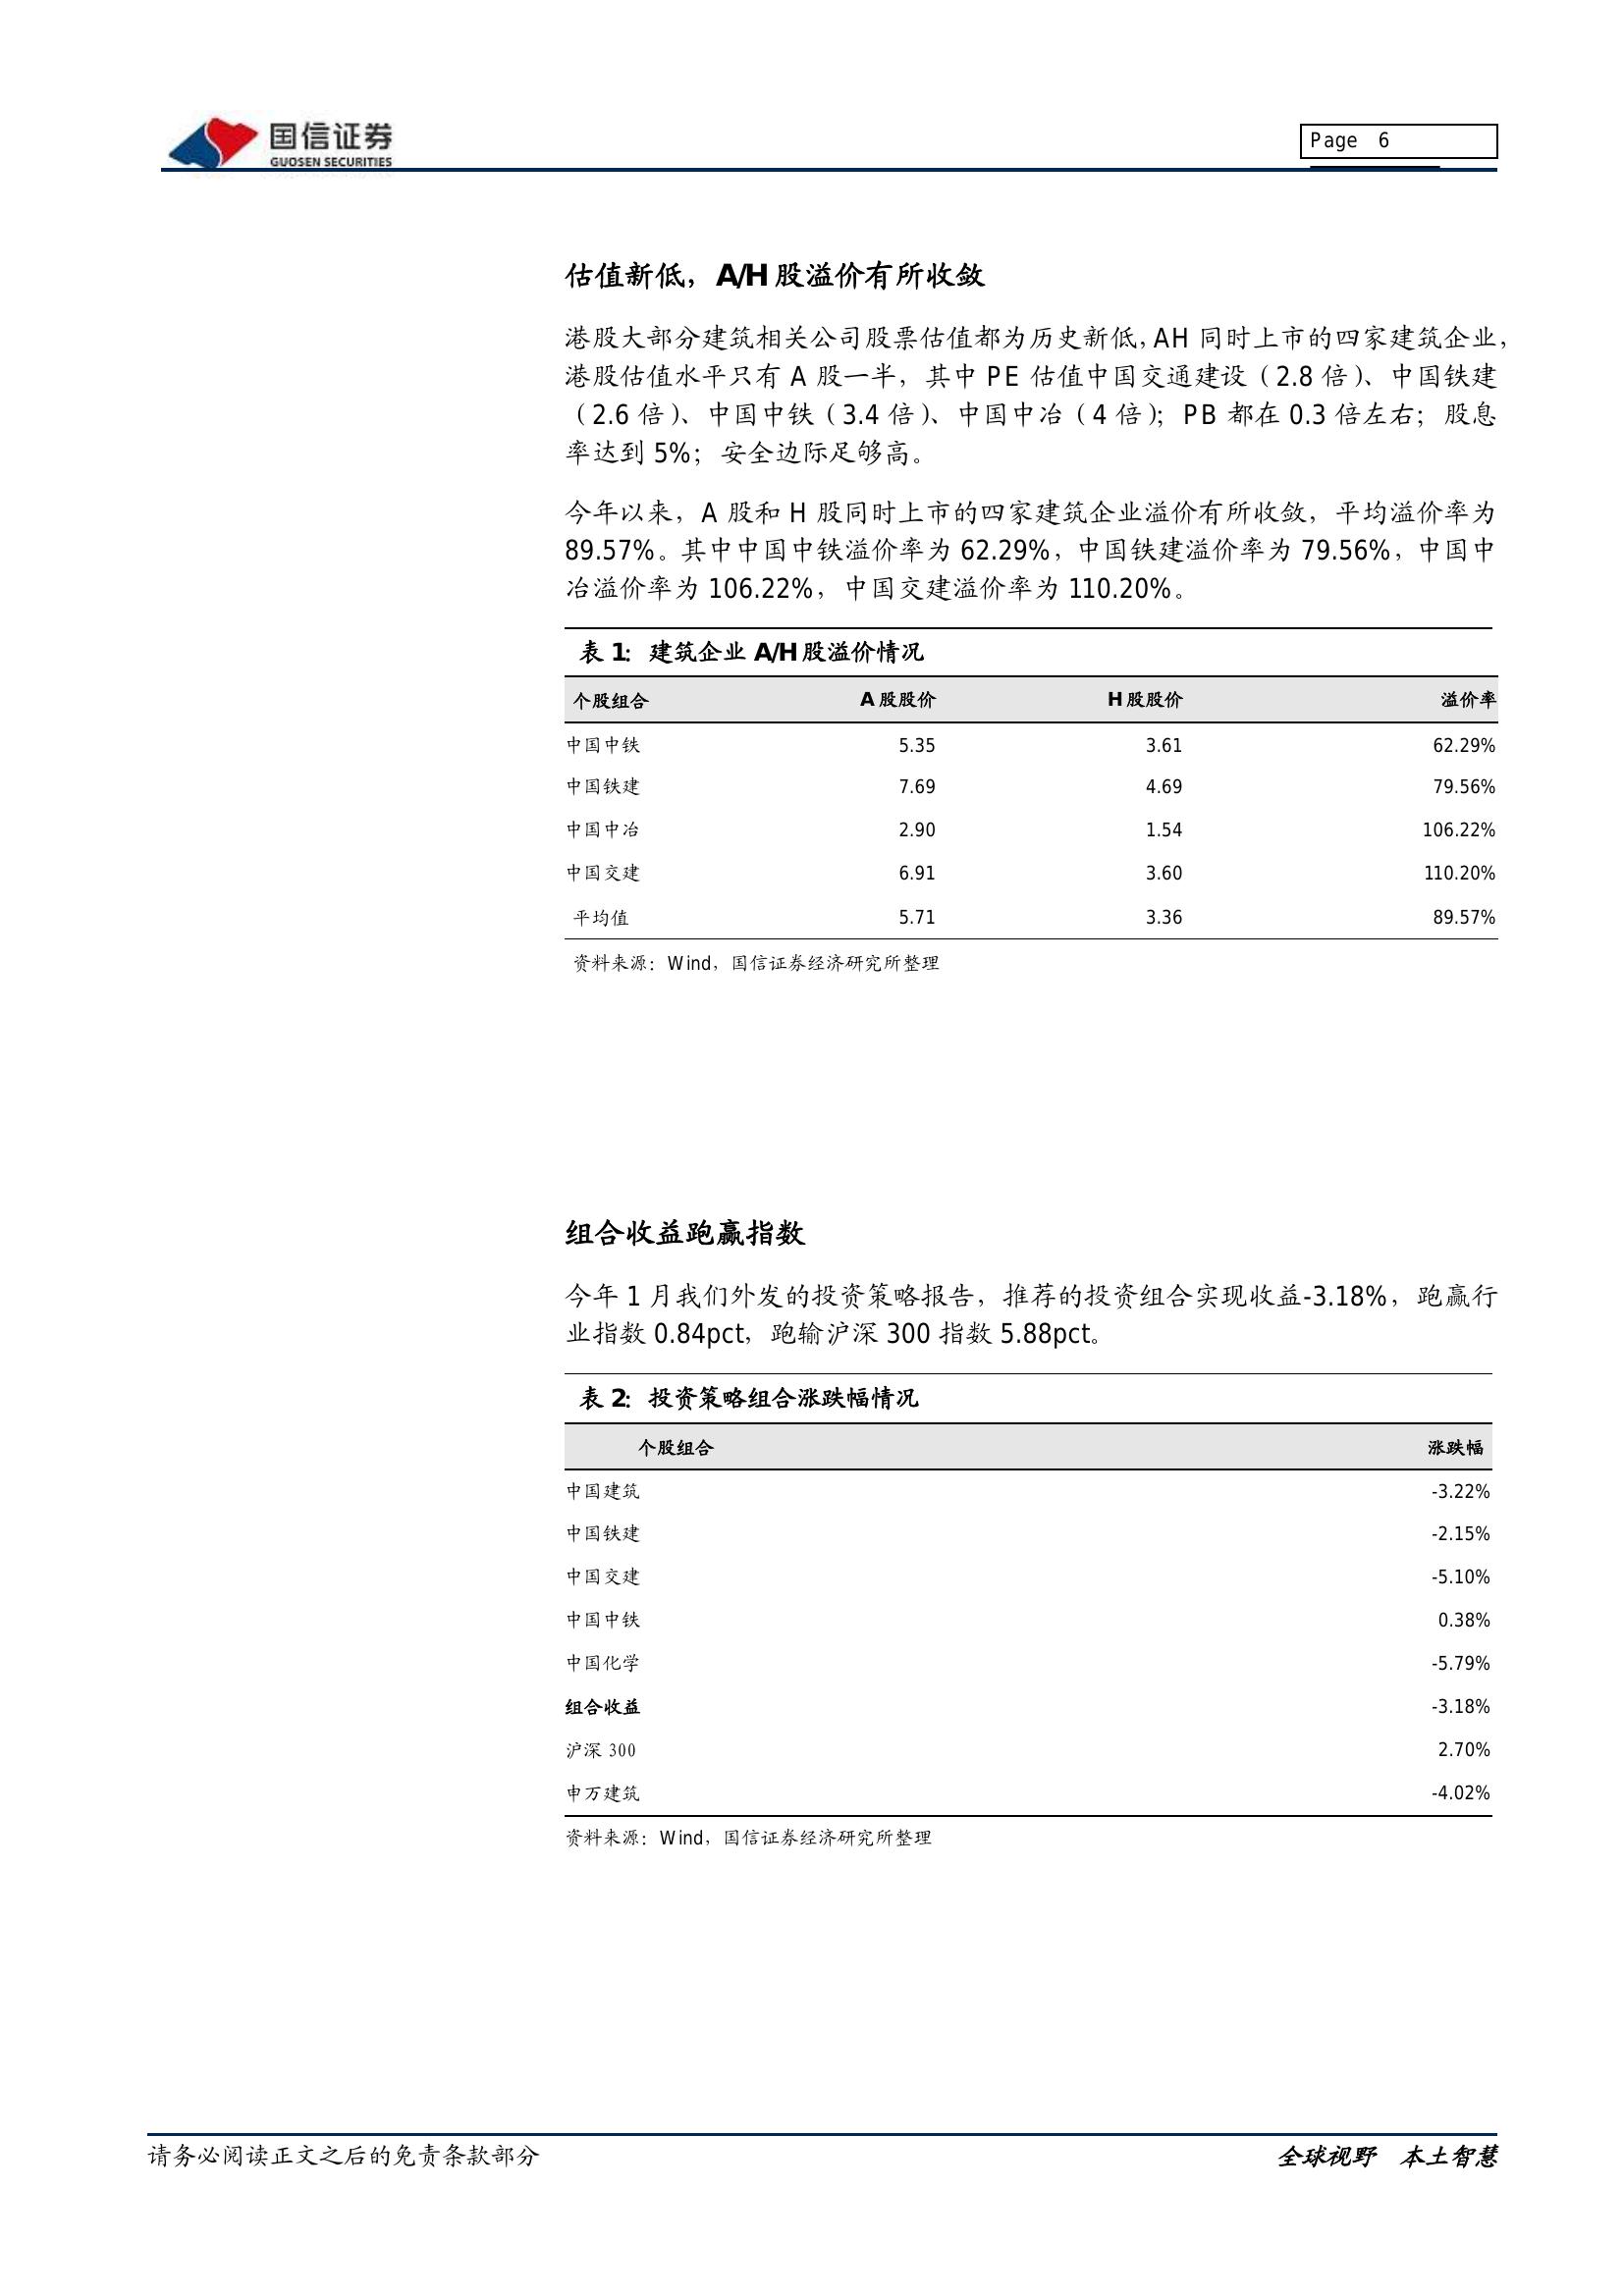 国信证券
GUOSEN SECURITIES
Page 6
估值新低，A/H 股溢价有所收敛
港股大部分建筑相关公司股票估值都为历史新低，AH 同时上市的四家建筑企业，
港股估值水平只有 A 股一半，其中 PE 估值中国交通建设（2.8 倍）、中国铁建
（2.6 倍）、中国中铁（3.4 倍）、中国中冶（4 倍）；PB 都在 0.3 倍左右；股息
率达到 5%；安全边际足够高。
今年以来，A 股和 H 股同时上市的四家建筑企业溢价有所收敛，平均溢价率为
89.57%。其中中国中铁溢价率为 62.29%，中国铁建溢价率为 79.56%，中国中
冶溢价率为 106.22%，中国交建溢价率为 110.20%。
表 1：建筑企业 A/H 股溢价情况
个股组合 A 股股价 H 股股价 溢价率
中国中铁 5.35 3.61 62.29%
中国铁建 7.69 4.69 79.56%
中国中冶 2.90 1.54 106.22%
中国交建 6.91 3.60 110.20%
平均值 5.71 3.36 89.57%
资料来源：Wind，国信证券经济研究所整理
组合收益跑赢指数
今年 1 月我们外发的投资策略报告，推荐的投资组合实现收益-3.18%，跑赢行
业指数 0.84pct，跑输沪深 300 指数 5.88pct。
表 2：投资策略组合涨跌幅情况
个股组合 涨跌幅
中国建筑 -3.22%
中国铁建 -2.15%
中国交建 -5.10%
中国中铁 0.38%
中国化学 -5.79%
组合收益 -3.18%
沪深 300 2.70%
申万建筑 -4.02%
资料来源：Wind，国信证券经济研究所整理
请务必阅读正文之后的免责条款部分
全球视野 本土智慧